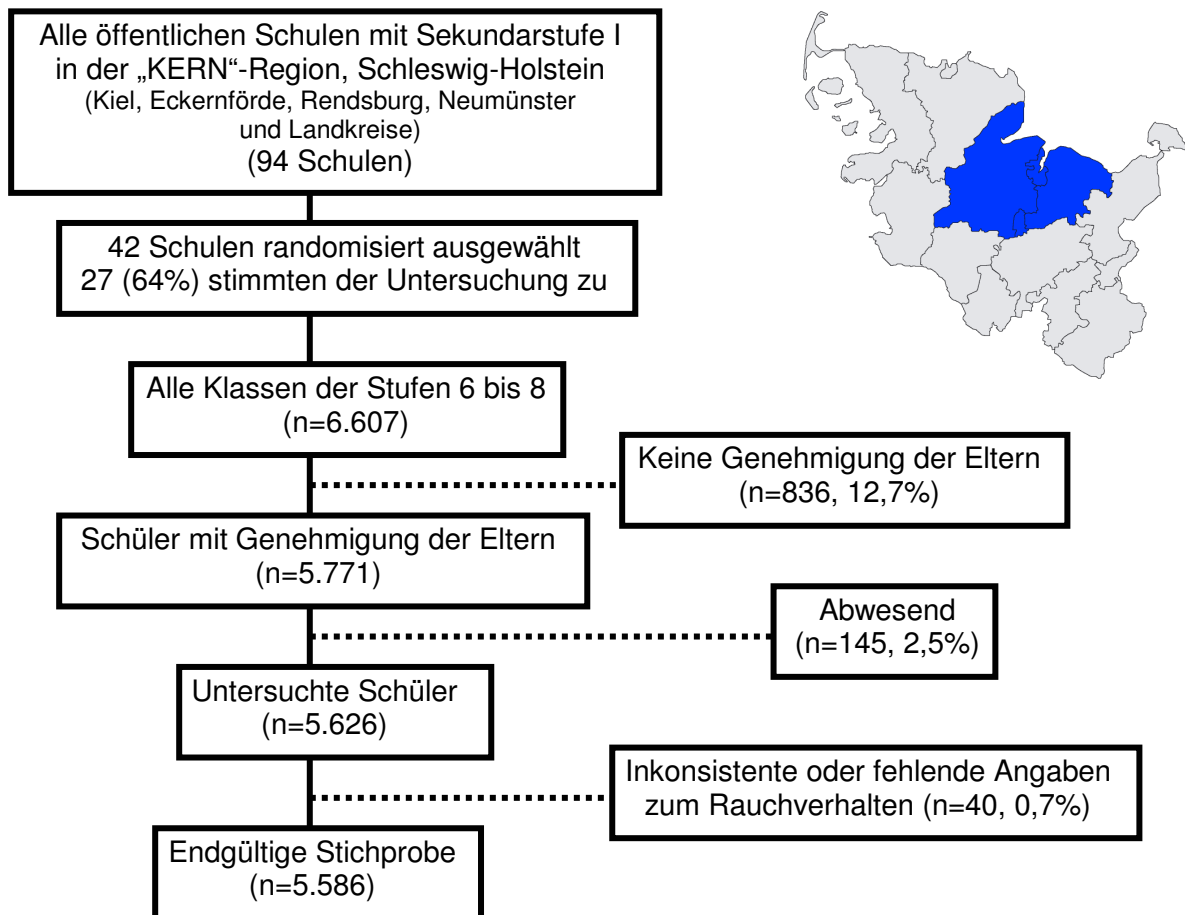 Alle öffentlichen Schulen mit Sekundarstufe I
in der „KERN“-Region, Schleswig-Holstein
(Kiel, Eckernförde, Rendsburg, Neumünster
und Landkreise)
(94 Schulen)
42 Schulen randomisiert ausgewählt
27 (64%) stimmten der Untersuchung zu
Alle Klassen der Stufen 6 bis 8
(n=6.607)
Keine Genehmigung der Eltern
(n=836, 12,7%)
Schüler mit Genehmigung der Eltern
(n=5.771)
Abwesend
(n=145, 2,5%)
Untersuchte Schüler
(n=5.626)
Inkonsistente oder fehlende Angaben
zum Rauchverhalten (n=40, 0,7%)
Endgültige Stichprobe
(n=5.586)